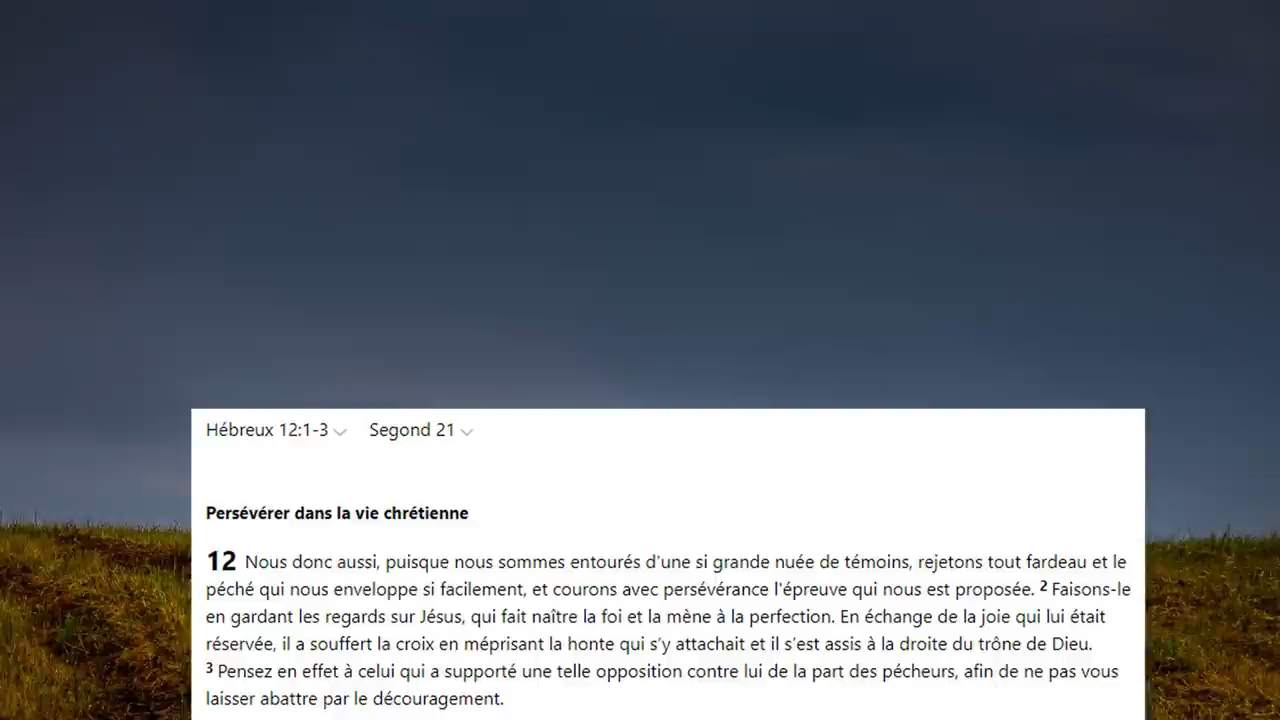 Hébreux 12:1-3 Segond 21
Persévérer dans la vie chrétienne
12 Nous donc aussi, puisque nous sommes entourés d'une si grande nuée de témoins, rejetons tout fardeau et le
péché qui nous enveloppe si facilement, et courons avec persévérance l'épreuve qui nous est proposée. 2 Faisons-le
en gardant les regards sur Jésus, qui fait naître la foi et la mène à la perfection. En échange de la joie qui lui était
réservée, il a souffert la croix en méprisant la honte qui s’y attachait et il s’est assis à la droite du trône de Dieu.
3 Pensez en effet à celui qui a supporté une telle opposition contre lui de la part des pécheurs, afin de ne pas vous
laisser abattre par le découragement.